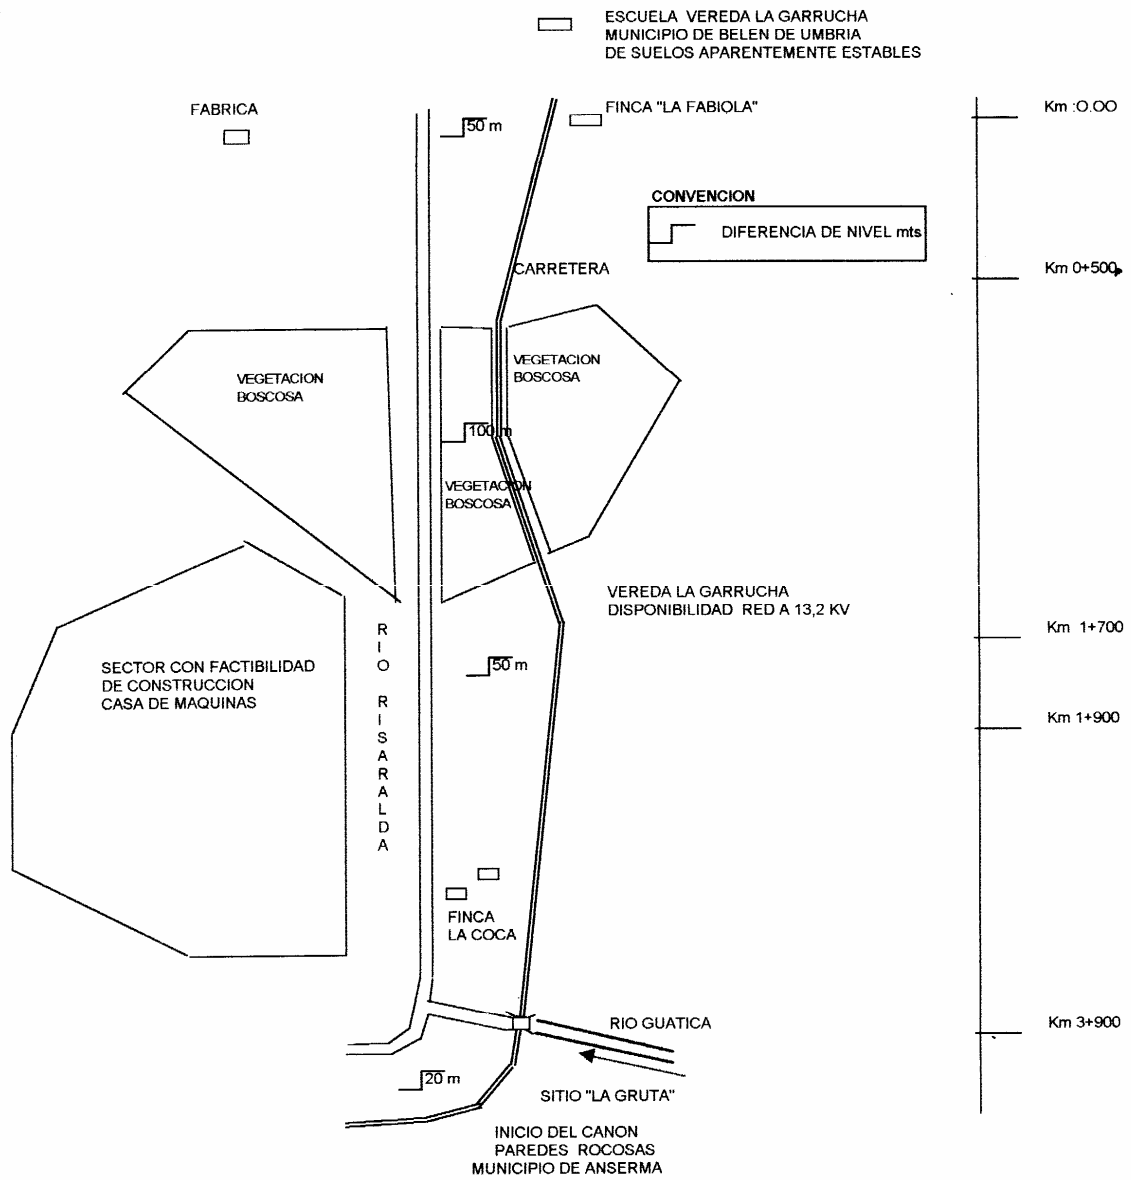 ESCUELA VEREDA LA GARRUCHA
MUNICIPIO DE BELEN DE UMBRIA
DE SUELOS APARENTEMENTE ESTABLES
FABRICA
50 m
FINCA "LA FABIOLA"
Km :0.00
CONVENCION
DIFERENCIA DE NIVEL mts
CARRETERA
Km 0+500
VEGETACION
BOSCOSA
VEGETACION
BOSCOSA
100 m
VEGETACION
BOSCOSA
VEREDA LA GARRUCHA
DISPONIBILIDAD RED A 13,2 KV
Km 1+700
RIO RISARALDA
50 m
SECTOR CON FACTIBILIDAD
DE CONSTRUCCION
CASA DE MAQUINAS
Km 1+900
FINCA
LA COCA
RIO GUATICA
Km 3+900
20 m
SITIO "LA GRUTA"
INICIO DEL CANON
PAREDES ROCOSAS
MUNICIPIO DE ANSERMA